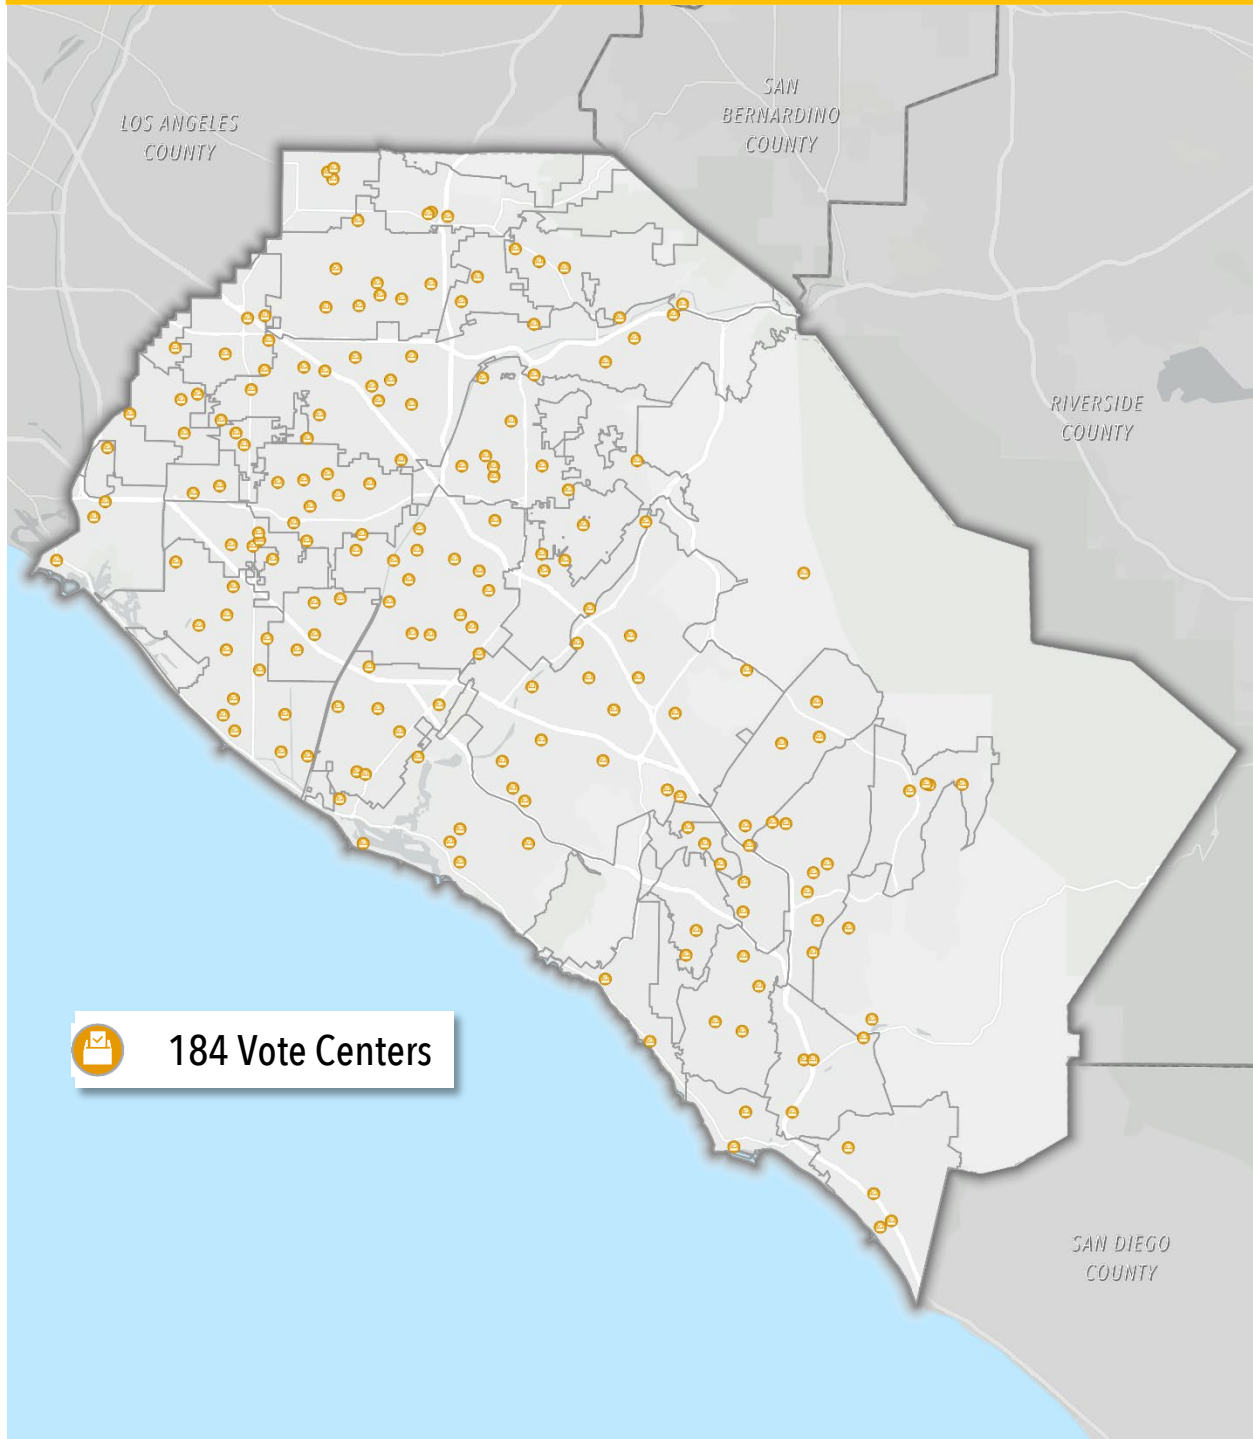 LOS ANGELES
COUNTY
SAN
BERNARDINO
COUNTY
RIVERSIDE
COUNTY
184 Vote Centers
SAN DIEGO
COUNTY